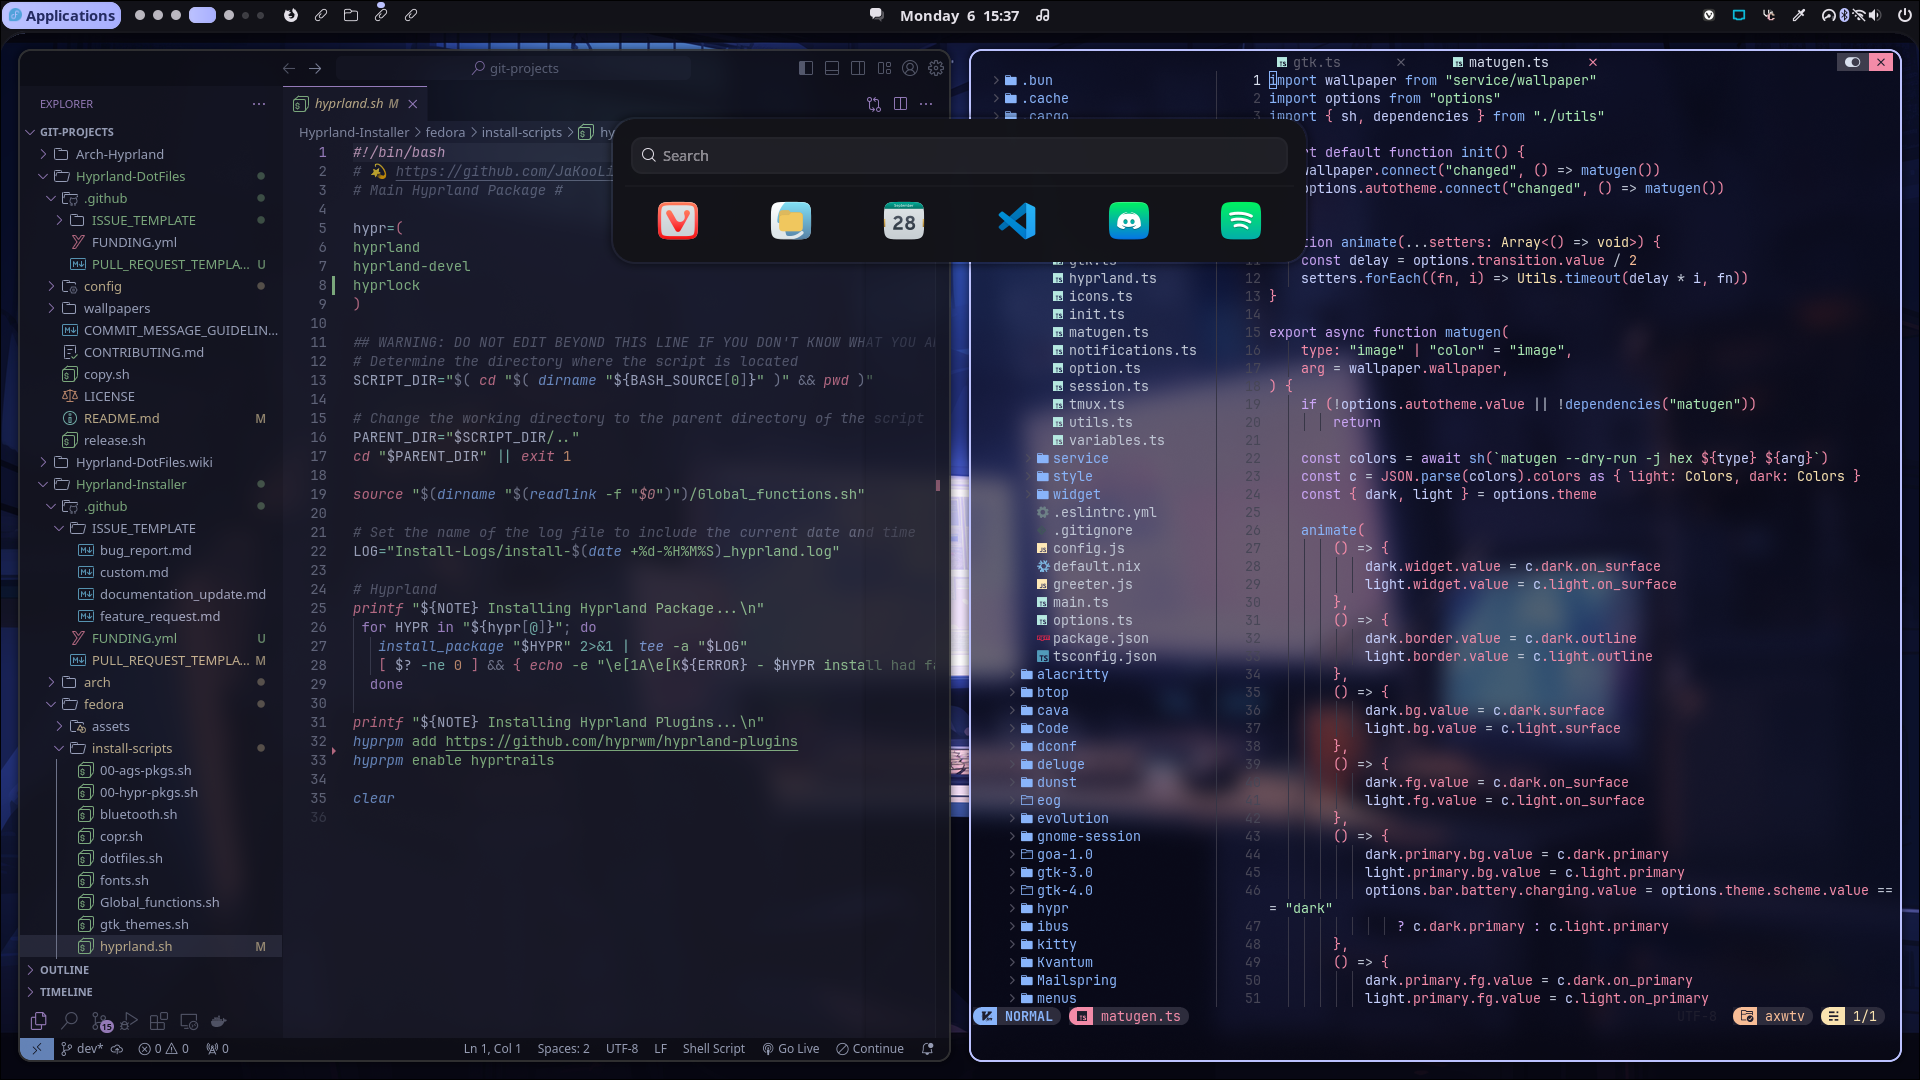 Applications
Monday 6 15:37
git-projects
EXPLORER
GIT-PROJECTS
Arch-Hyprland
Hyprland-DotFiles
.github
ISSUE_TEMPLATE
FUNDING.yml
PULL_REQUEST_TEMPLA... U
config
wallpapers
COMMIT_MESSAGE_GUIDELIN...
CONTRIBUTING.md
copy.sh
LICENSE
README.md M
release.sh
Hyprland-DotFiles.wiki
Hyprland-Installer
.github
ISSUE_TEMPLATE
bug_report.md
custom.md
documentation_update.md
feature_request.md
FUNDING.yml U
PULL_REQUEST_TEMPLA... M
arch
fedora
assets
install-scripts
00-ags-pkgs.sh
00-hypr-pkgs.sh
bluetooth.sh
copr.sh
dotfiles.sh
fonts.sh
Global_functions.sh
gtk_themes.sh
hyprland.sh M
OUTLINE
TIMELINE
15
dev* 0 0 0
hyprland.sh M
Hyprland-Installer > fedora > install-scripts > hy
1 #!/bin/bash
2 # 💫 https://github.com/JaKooLi
3 # Main Hyprland Package #
4
5 hypr=(
6 hyprland
7 hyprland-devel
8 hyprlock
9 )
10
11 ## WARNING: DO NOT EDIT BEYOND THIS LINE IF YOU DON'T KNOW WHAT YOU A
12 # Determine the directory where the script is located
13 SCRIPT_DIR="$( cd "$( dirname "${BASH_SOURCE[0]}" )" && pwd )"
14
15 # Change the working directory to the parent directory of the script
16 PARENT_DIR="$SCRIPT_DIR/.."
17 cd "$PARENT_DIR" || exit 1
18
19 source "$(dirname "$(readlink -f "$0")")/Global_functions.sh"
20
21 # Set the name of the log file to include the current date and time
22 LOG="Install-Logs/install-$(date +%d-%H%M%S)_hyprland.log"
23
24 # Hyprland
25 printf "${NOTE} Installing Hyprland Package...\n"
26 for HYPR in "${hypr[@]}"; do
27 install_package "$HYPR" 2>&1 | tee -a "$LOG"
28 [ $? -ne 0 ] && { echo -e "\e[1A\e[K${ERROR} - $HYPR install had fa
29 done
30
31 printf "${NOTE} Installing Hyprland Plugins...\n"
32 hyprpm add https://github.com/hyprwm/hyprland-plugins
33 hyprpm enable hyprtrails
34
35 clear
36
Ln 1, Col 1 Spaces: 2 UTF-8 LF Shell Script Go Live Continue
Search
September
28
.bun
.cache
.cargo
gtk.ts
hyprland.ts
icons.ts
init.ts
matugen.ts
notifications.ts
option.ts
session.ts
tmux.ts
utils.ts
variables.ts
service
style
widget
.eslintrc.yml
.gitignore
config.js
default.nix
greeter.js
main.ts
options.ts
package.json
tsconfig.json
alacritty
btop
cava
Code
dconf
deluge
dunst
eog
evolution
gnome-session
goa-1.0
gtk-3.0
gtk-4.0
hypr
ibus
kitty
Kvantum
Mailspring
menus
gtk.ts matugen.ts
1 import wallpaper from "service/wallpaper"
2 import options from "options"
3 import { sh, dependencies } from "./utils"
rt default function init() {
wallpaper.connect("changed", () => matugen())
options.autotheme.connect("changed", () => matugen())
tion animate(...setters: Array<() => void>) {
11 const delay = options.transition.value / 2
12 setters.forEach((fn, i) => Utils.timeout(delay * i, fn))
13 }
14
15 export async function matugen(
16 type: "image" | "color" = "image",
17 arg = wallpaper.wallpaper,
18 ) {
19 if (!options.autotheme.value || !dependencies("matugen"))
20 return
21
22 const colors = await sh(`matugen --dry-run -j hex ${type} ${arg}`)
23 const c = JSON.parse(colors).colors as { light: Colors, dark: Colors }
24 const { dark, light } = options.theme
25
26 animate(
27 () => {
28 dark.widget.value = c.dark.on_surface
29 light.widget.value = c.light.on_surface
30 },
31 () => {
32 dark.border.value = c.dark.outline
33 light.border.value = c.light.outline
34 },
35 () => {
36 dark.bg.value = c.dark.surface
37 light.bg.value = c.light.surface
38 },
39 () => {
40 dark.fg.value = c.dark.on_surface
41 light.fg.value = c.light.on_surface
42 },
43 () => {
44 dark.primary.bg.value = c.dark.primary
45 light.primary.bg.value = c.light.primary
46 options.bar.battery.charging.value = options.theme.scheme.value ==
= "dark"
47 ? c.dark.primary : c.light.primary
48 },
49 () => {
50 dark.primary.fg.value = c.dark.on_primary
51 light.primary.fg.value = c.light.on_primary
NORMAL matugen.ts UTF-8 axwtv 1/1